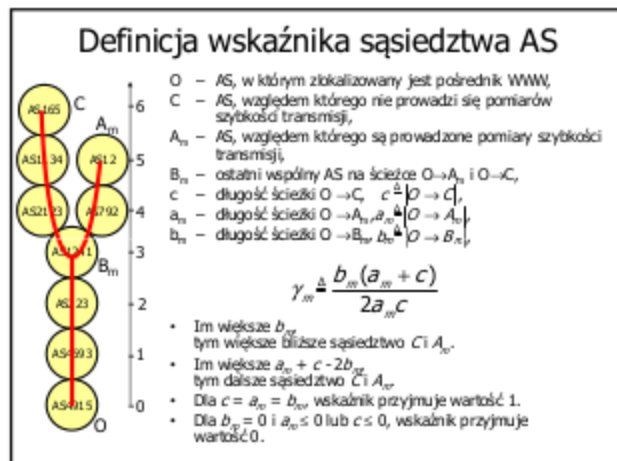 Definicja wskaźnika sąsiedztwa AS
O – AS, w którym zlokalizowany jest pośrednik WWW,
C – AS, względem którego nie prowadzi się pomiarów
szybkości transmisji,
Aₘ – AS, względem którego są prowadzone pomiary szybkości
transmisji,
Bₘ – ostatni wspólny AS na ścieżce O→Aₘ i O→C,
c – długość ścieżki O→C, c ≜ |O → C|,
aₘ – długość ścieżki O→Aₘ, aₘ ≜ |O → Aₘ|,
bₘ – długość ścieżki O→Bₘ, bₘ ≜ |O → Bₘ|,
γₘ ≜ bₘ(aₘ + c) / 2aₘc
• Im większe bₘ,
tym większe bliższe sąsiedztwo C i Aₘ.
• Im większe aₘ + c - 2bₘ,
tym dalsze sąsiedztwo C i Aₘ,
• Dla c = aₘ = bₘ, wskaźnik przyjmuje wartość 1.
• Dla bₘ = 0 i aₘ ≤ 0 lub c ≤ 0, wskaźnik przyjmuje
wartość 0.
C
Aₘ
AS12
AS792
Bₘ
O
6
5
4
3
2
1
0